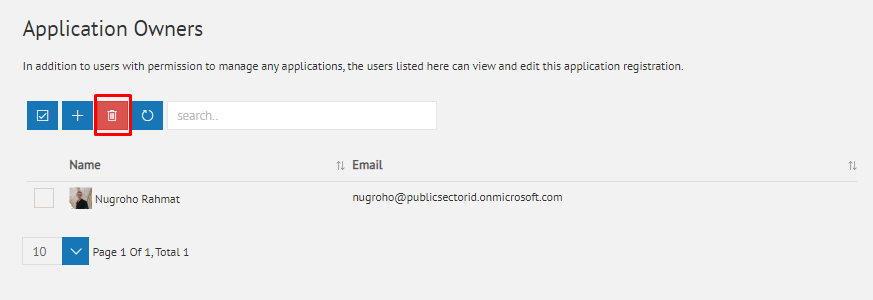 Application Owners
In addition to users with permission to manage any applications, the users listed here can view and edit this application registration.
search..
Name Email
Nugroho Rahmat nugroho@publicsectorid.onmicrosoft.com
10 Page 1 Of 1, Total 1